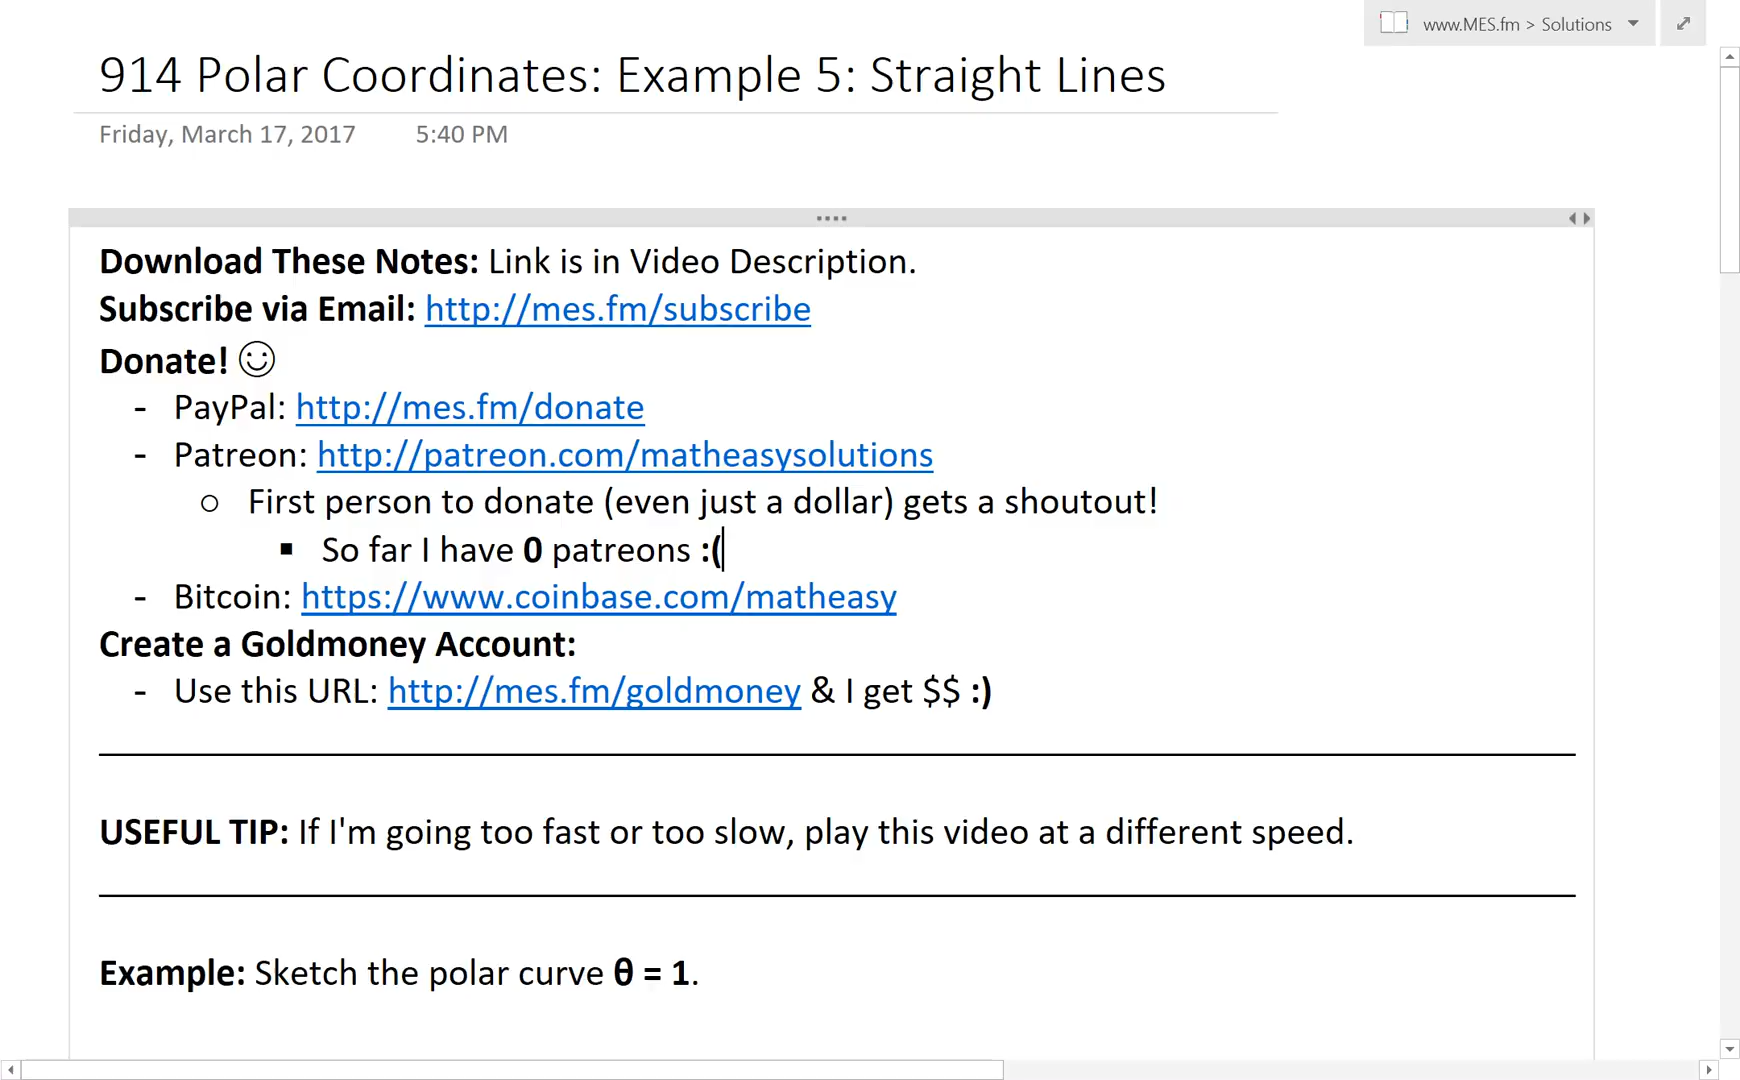 www.MES.fm > Solutions
914 Polar Coordinates: Example 5: Straight Lines
Friday, March 17, 2017 5:40 PM
Download These Notes: Link is in Video Description.
Subscribe via Email: http://mes.fm/subscribe
Donate! ☺
- PayPal: http://mes.fm/donate
- Patreon: http://patreon.com/matheasysolutions
○ First person to donate (even just a dollar) gets a shoutout!
▪ So far I have 0 patreons :(
- Bitcoin: https://www.coinbase.com/matheasy
Create a Goldmoney Account:
- Use this URL: http://mes.fm/goldmoney & I get $$ :)
USEFUL TIP: If I'm going too fast or too slow, play this video at a different speed.
Example: Sketch the polar curve θ = 1.